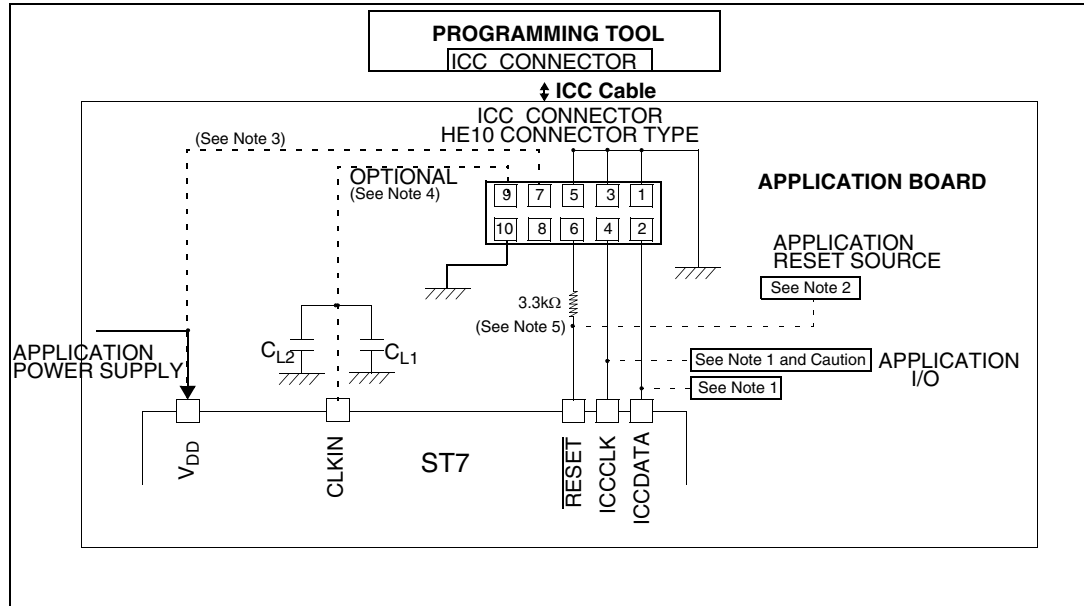 PROGRAMMING TOOL
ICC CONNECTOR
ICC Cable
ICC CONNECTOR
HE10 CONNECTOR TYPE
(See Note 3)
OPTIONAL
(See Note 4)
9 7 5 3 1
10 8 6 4 2
APPLICATION BOARD
APPLICATION
RESET SOURCE
See Note 2
3.3kΩ
(See Note 5)
APPLICATION
POWER SUPPLY
CL2
CL1
See Note 1 and Caution
See Note 1
APPLICATION
I/O
VDD
CLKIN
ST7
RESET
ICCCLK
ICCDATA